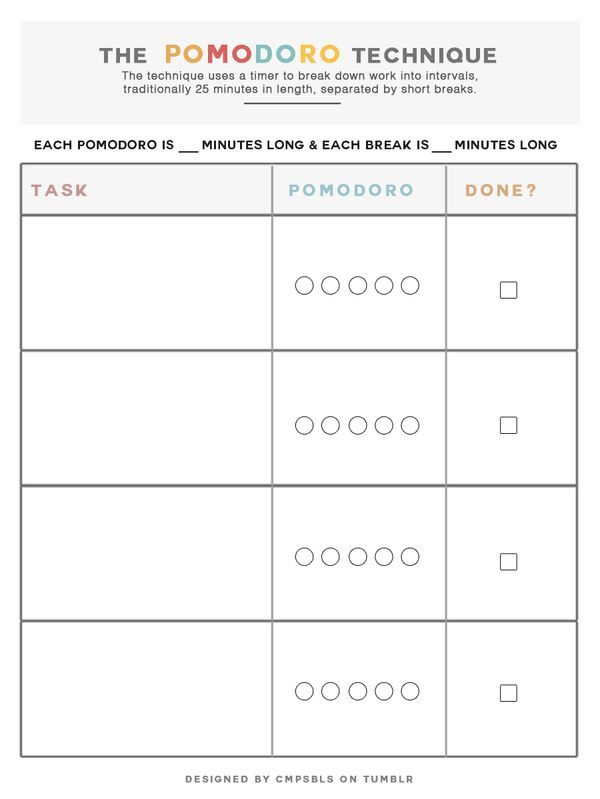 THE POMODORO TECHNIQUE
The technique uses a timer to break down work into intervals,
traditionally 25 minutes in length, separated by short breaks.
EACH POMODORO IS __ MINUTES LONG & EACH BREAK IS __ MINUTES LONG
TASK POMODORO DONE?
DESIGNED BY CMPSBLS ON TUMBLR